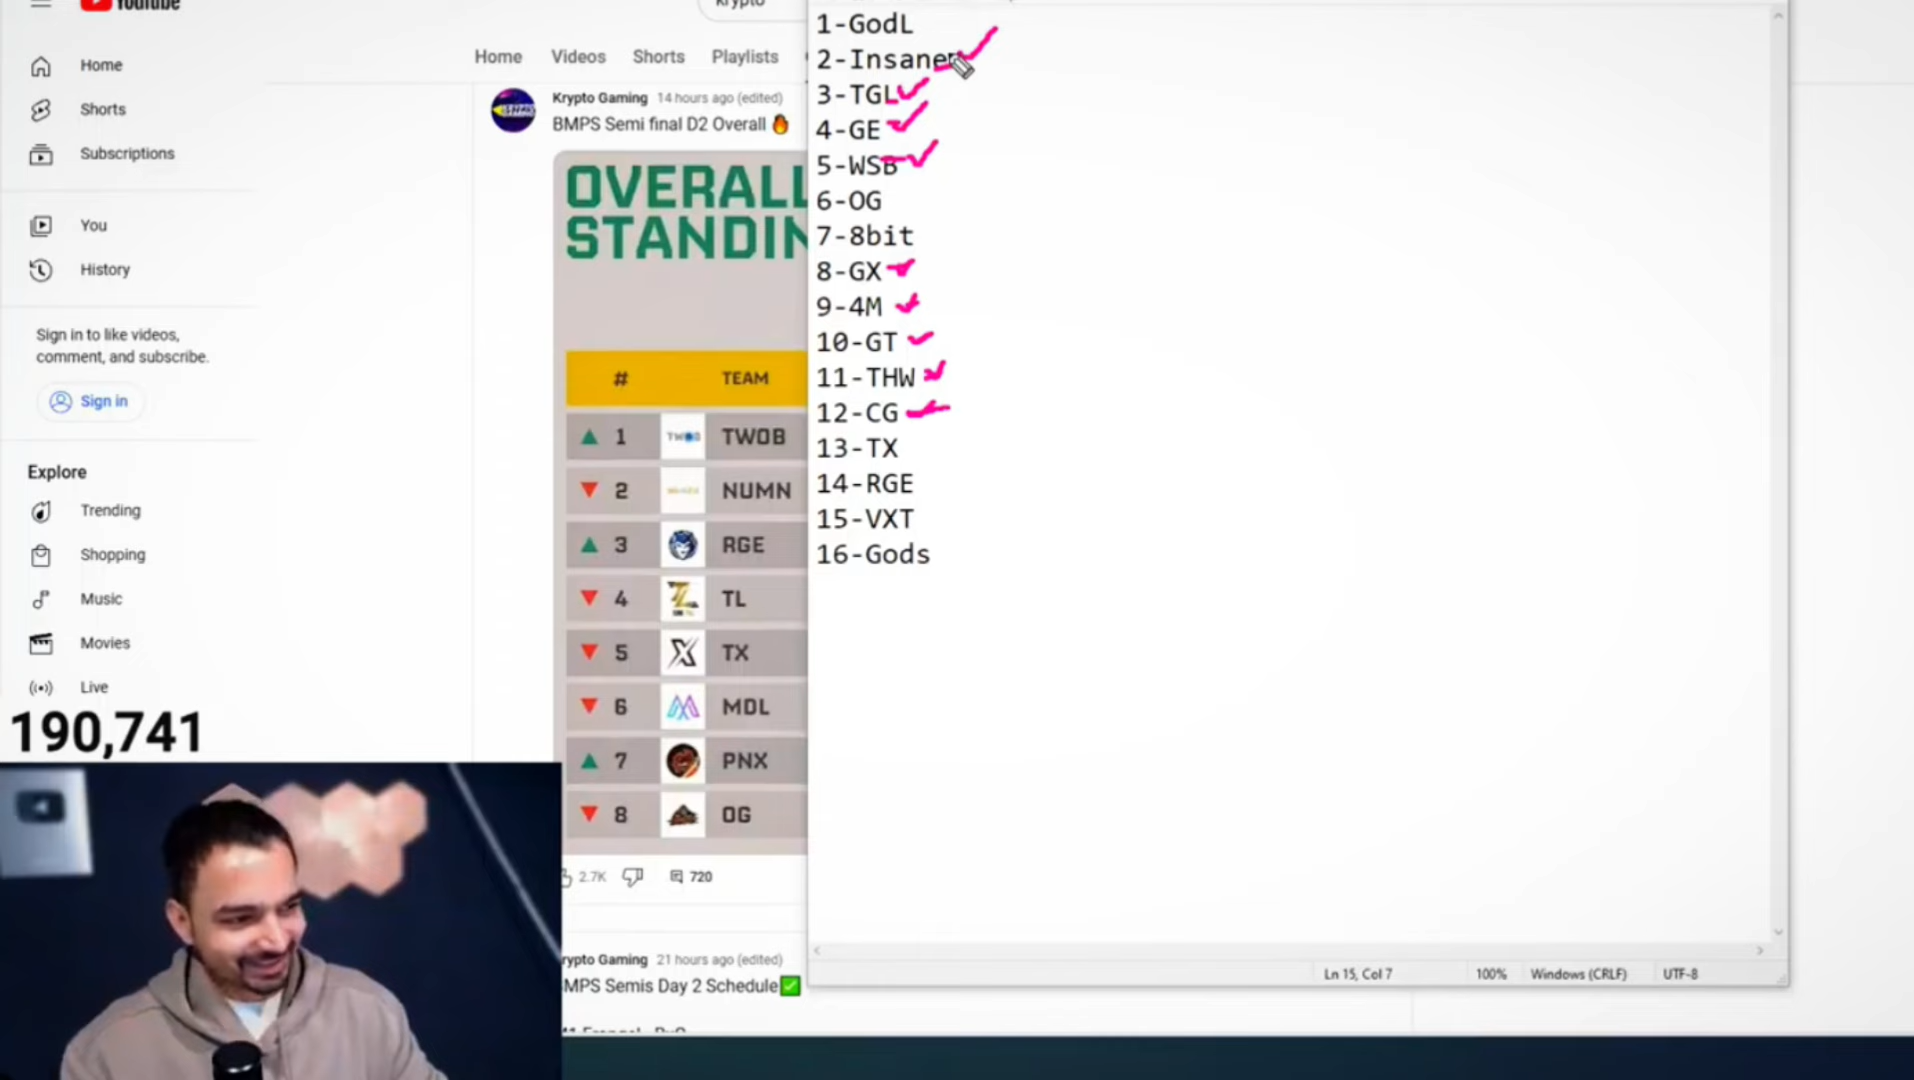 YouTube
Krypto
Home
Shorts
Subscriptions
You
History
Sign in to like videos,
comment, and subscribe.
Sign in
Explore
Trending
Shopping
Music
Movies
Live
190,741
Home Videos Shorts Playlists
Krypto Gaming 14 hours ago (edited)
BMPS Semi final D2 Overall 🔥
OVERALL
STANDIN
# TEAM
1 TWOB
2 NUMN
3 RGE
4 TL
5 TX
6 MDL
7 PNX
8 OG
2.7K 720
rypto Gaming 21 hours ago (edited)
MPS Semis Day 2 Schedule✅
1-GodL
2-Insane
3-TGL
4-GE
5-WSB
6-OG
7-8bit
8-GX
9-4M
10-GT
11-THW
12-CG
13-TX
14-RGE
15-VXT
16-Gods
Ln 15, Col 7 100% Windows (CRLF) UTF-8